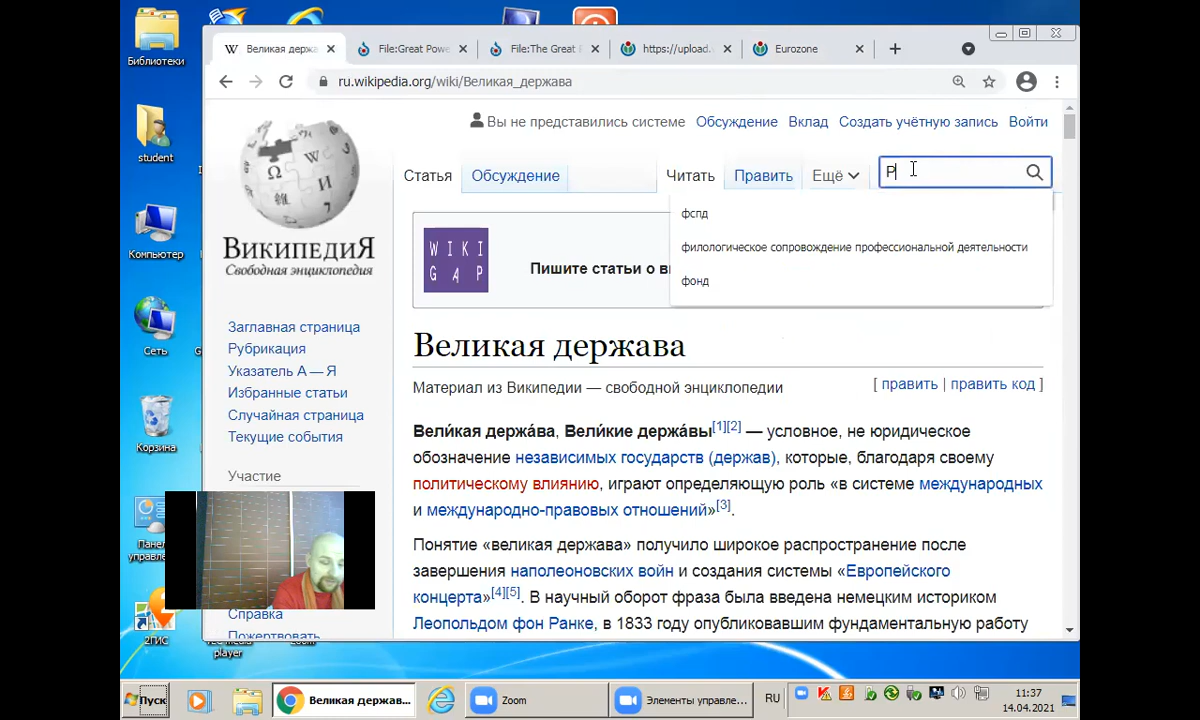 Библиотеки
student
Компьютер
Сеть
Корзина
2ГИС
player
Великая держа
File:Great Pow
File:The Great
https://upload.
Eurozone
ru.wikipedia.org/wiki/Великая_держава
Вы не представились системе
Обсуждение
Вклад
Создать учётную запись
Войти
Статья
Обсуждение
Читать
Править
Ещё
Р
фспд
филологическое сопровождение профессиональной деятельности
фонд
ВИКИПЕДИЯ
Свободная энциклопедия
WIKI
GAP
Пишите статьи о
Заглавная страница
Рубрикация
Указатель А — Я
Избранные статьи
Случайная страница
Текущие события
Участие
Справка
Пожертвовать
Великая держава
Материал из Википедии — свободной энциклопедии
[ править | править код ]
Вели́кая держа́ва, Вели́кие держа́вы[1][2] — условное, не юридическое
обозначение независимых государств (держав), которые, благодаря своему
политическому влиянию, играют определяющую роль «в системе международных
и международно-правовых отношений»[3].
Понятие «великая держава» получило широкое распространение после
завершения наполеоновских войн и создания системы «Европейского
концерта»[4][5]. В научный оборот фраза была введена немецким историком
Леопольдом фон Ранке, в 1833 году опубликовавшим фундаментальную работу
Пуск
Великая держав...
Zoom
Элементы управле...
RU
11:37
14.04.2021